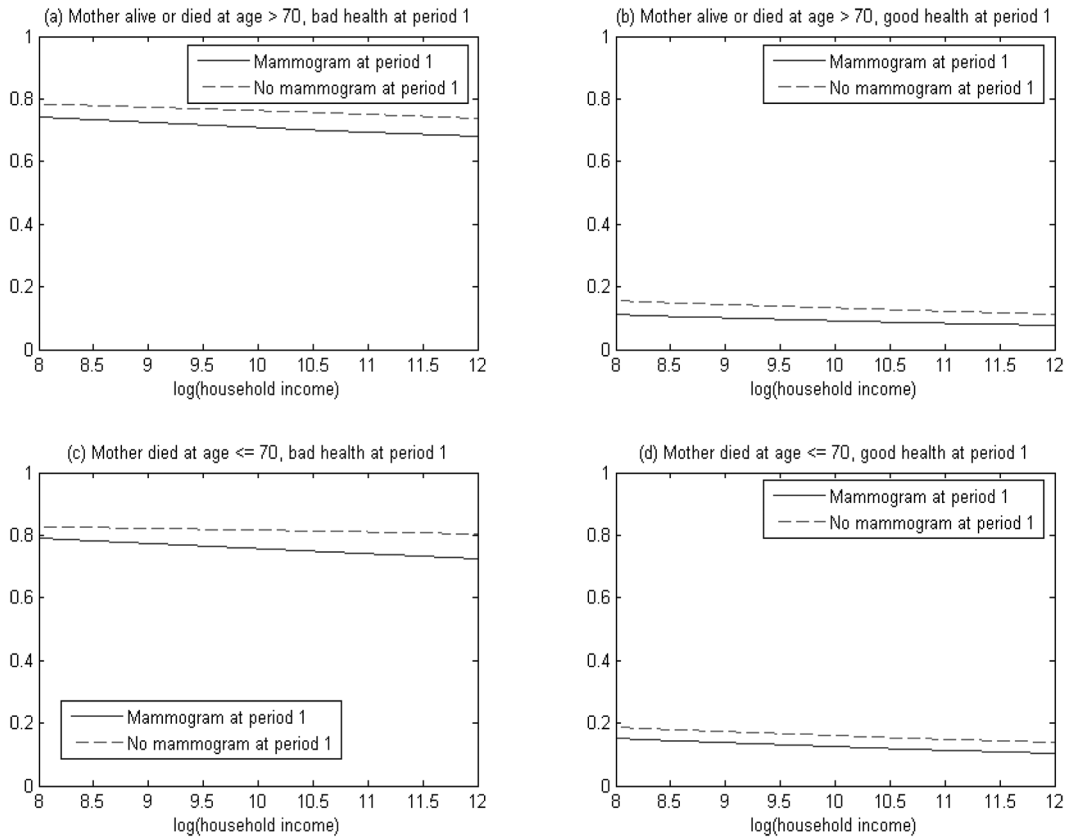 (a) Mother alive or died at age > 70, bad health at period 1
1
0.8
0.6
0.4
0.2
0
Mammogram at period 1
No mammogram at period 1
8 8.5 9 9.5 10 10.5 11 11.5 12
log(household income)
(b) Mother alive or died at age > 70, good health at period 1
1
0.8
0.6
0.4
0.2
0
Mammogram at period 1
No mammogram at period 1
8 8.5 9 9.5 10 10.5 11 11.5 12
log(household income)
(c) Mother died at age <= 70, bad health at period 1
1
0.8
0.6
0.4
0.2
0
Mammogram at period 1
No mammogram at period 1
8 8.5 9 9.5 10 10.5 11 11.5 12
log(household income)
(d) Mother died at age <= 70, good health at period 1
1
0.8
0.6
0.4
0.2
0
Mammogram at period 1
No mammogram at period 1
8 8.5 9 9.5 10 10.5 11 11.5 12
log(household income)